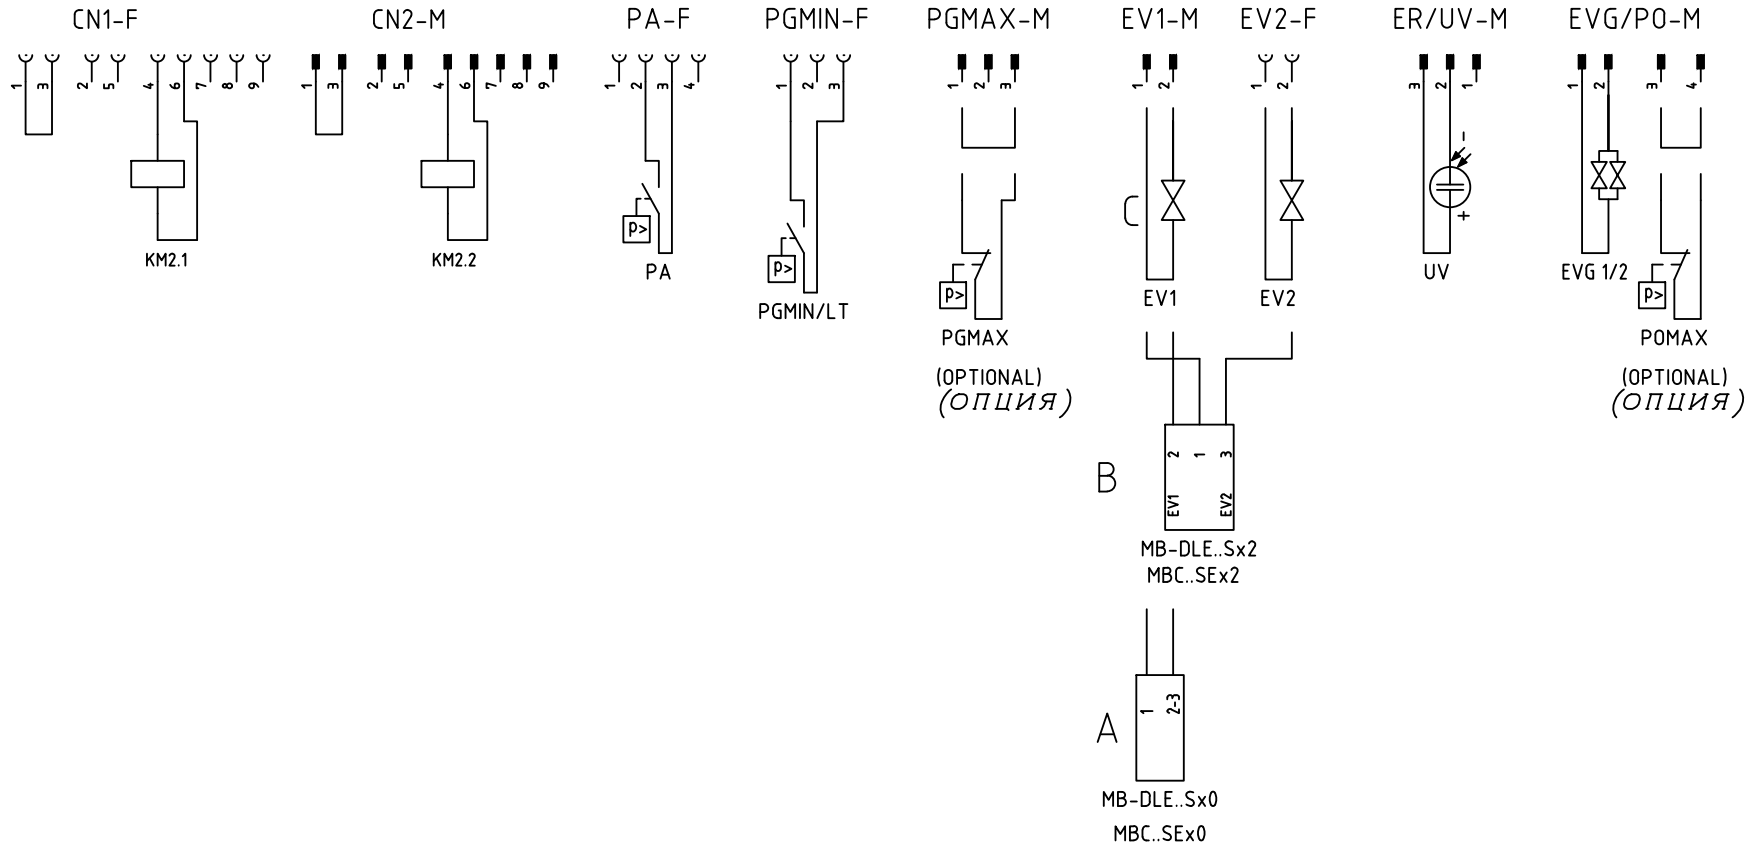 CN1-F CN2-M PA-F PGMIN-F PGMAX-M EV1-M EV2-F ER/UV-M EVG/PO-M
1 3 2 5 4 6 7 8 9 1 3 2 5 4 6 7 8 9 1 2 3 4 1 2 3 1 2 3 1 2 1 2 3 2 1 1 2 3 4
-
C
+
P> P> P> P>
KM2.1 KM2.2 PA PGMIN/LT PGMAX EV1 EV2 UV EVG 1/2 POMAX
(OPTIONAL) (OPTIONAL)
(ОПЦИЯ) (ОПЦИЯ)
2 1 3
B
EV1 EV2
MB-DLE..Sx2
MBC..SEx2
1 2-3
A
MB-DLE..Sx0
MBC..SEx0